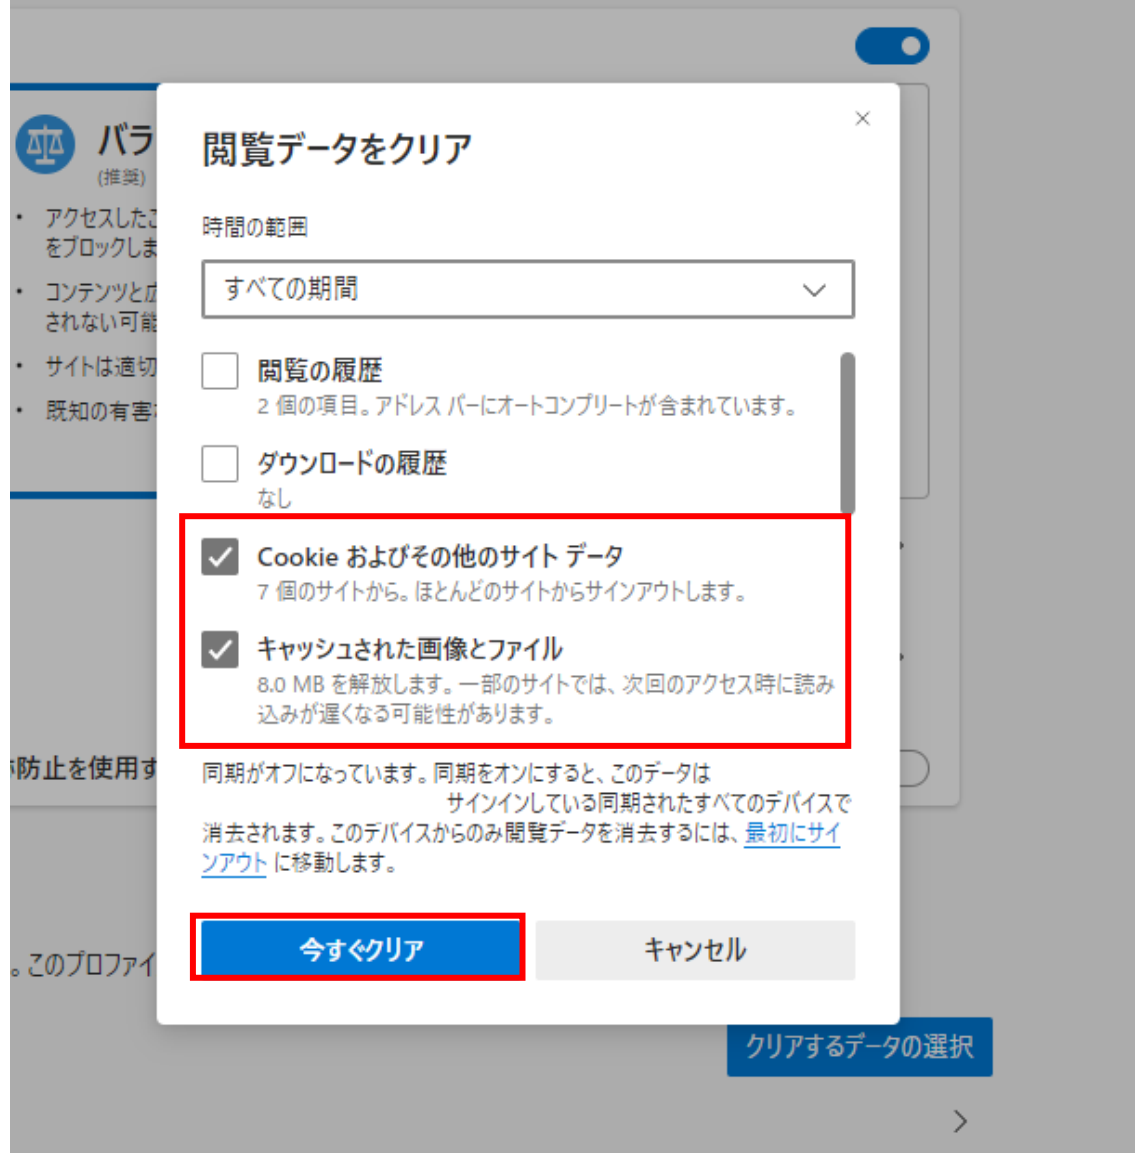 バラ
(推奨)
• アクセスしたこ
をブロックしま
• コンテンツと広
されない可能
• サイトは適切
• 既知の有害
防止を使用す
。このプロファイ
閲覧データをクリア
時間の範囲
すべての期間
閲覧の履歴
2 個の項目。アドレス バーにオートコンプリートが含まれています。
ダウンロードの履歴
なし
Cookie およびその他のサイト データ
7 個のサイトから。ほとんどのサイトからサインアウトします。
キャッシュされた画像とファイル
8.0 MB を解放します。一部のサイトでは、次回のアクセス時に読み
込みが遅くなる可能性があります。
同期がオフになっています。同期をオンにすると、このデータは
サインインしている同期されたすべてのデバイスで
消去されます。このデバイスからのみ閲覧データを消去するには、最初にサイ
ンアウト に移動します。
今すぐクリア
キャンセル
クリアするデータの選択